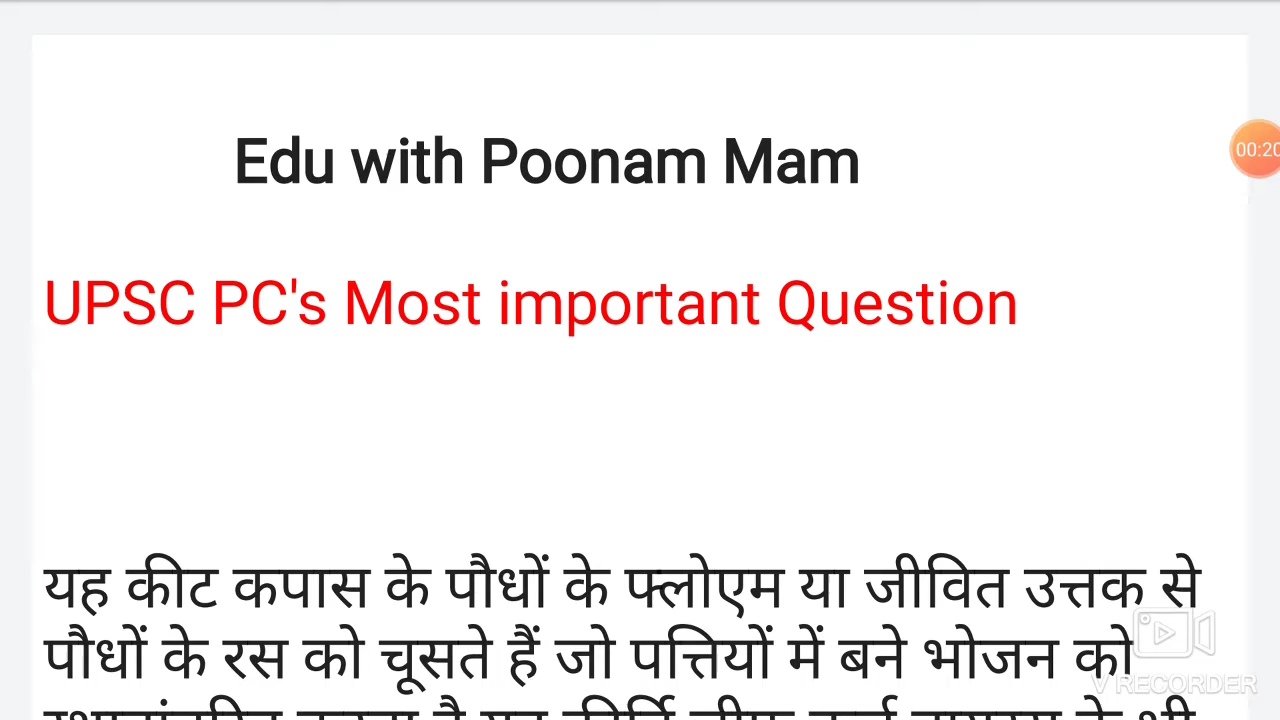 Edu with Poonam Mam
00:20
UPSC PC's Most important Question
यह कीट कपास के पौधों के फ्लोएम या जीवित उत्तक से
पौधों के रस को चूसते हैं जो पत्तियों में बने भोजन को
V RECORDER